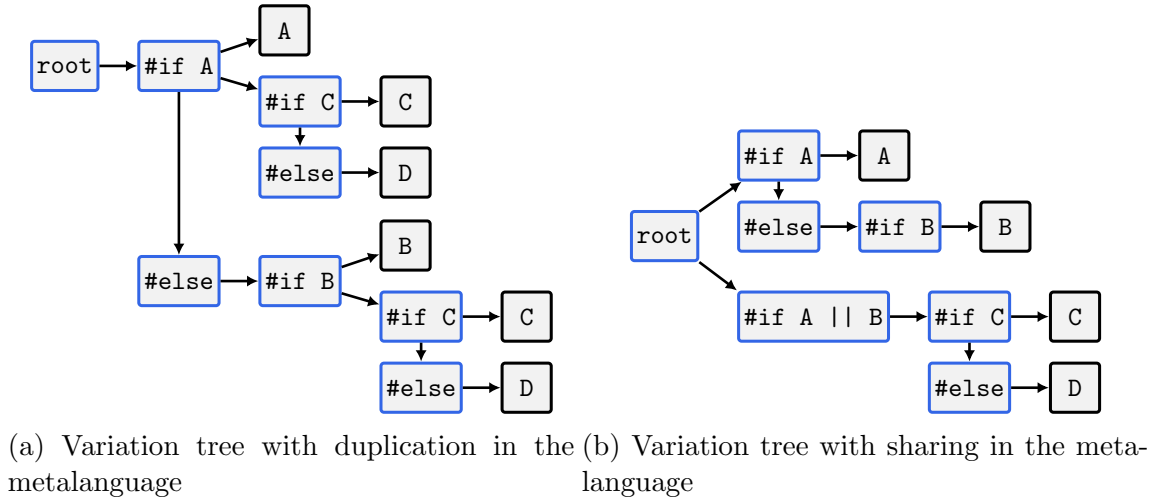 A
root
#if A
#if C
C
#else
D
B
#else
#if B
#if C
C
#else
D
#if A
A
#else
#if B
B
root
#if A || B
#if C
C
#else
D
(a) Variation tree with duplication in the
metalanguage
(b) Variation tree with sharing in the meta-
language